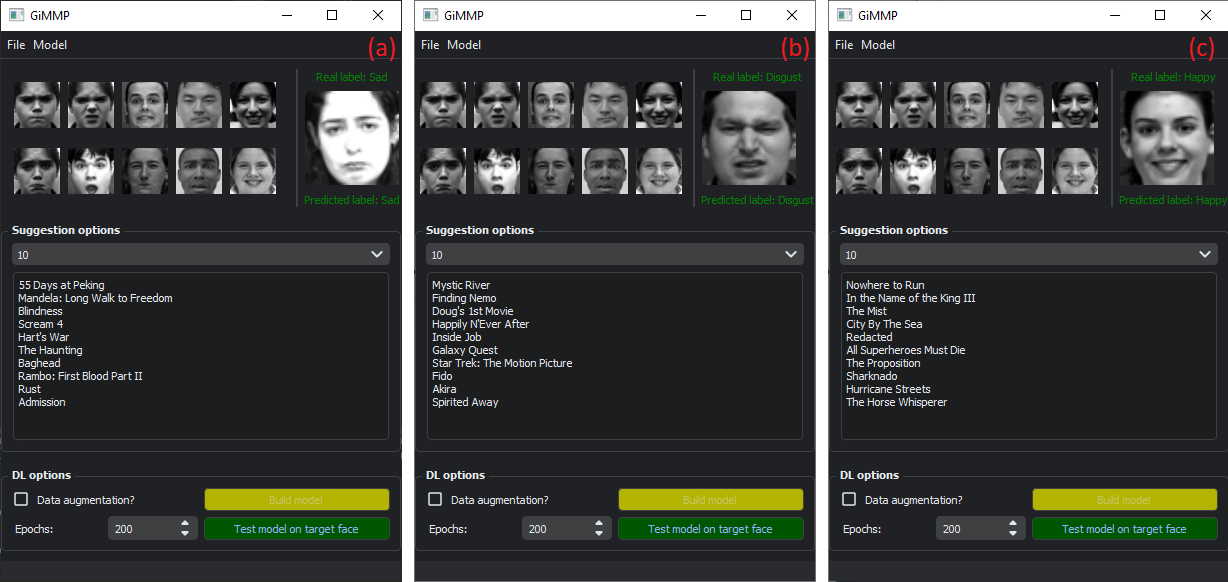 GiMMP
File Model
(a)
Real label: Sad
Predicted label: Sad
Suggestion options
10
55 Days at Peking
Mandela: Long Walk to Freedom
Blindness
Scream 4
Hart's War
The Haunting
Baghead
Rambo: First Blood Part II
Rust
Admission
DL options
Data augmentation?
Build model
Epochs:
200
Test model on target face
GiMMP
File Model
(b)
Real label: Disgust
Predicted label: Disgust
Suggestion options
10
Mystic River
Finding Nemo
Doug's 1st Movie
Happily N'Ever After
Inside Job
Galaxy Quest
Star Trek: The Motion Picture
Fido
Akira
Spirited Away
DL options
Data augmentation?
Build model
Epochs:
200
Test model on target face
GiMMP
File Model
(c)
Real label: Happy
Predicted label: Happy
Suggestion options
10
Nowhere to Run
In the Name of the King III
The Mist
City By The Sea
Redacted
All Superheroes Must Die
The Proposition
Sharknado
Hurricane Streets
The Horse Whisperer
DL options
Data augmentation?
Build model
Epochs:
200
Test model on target face